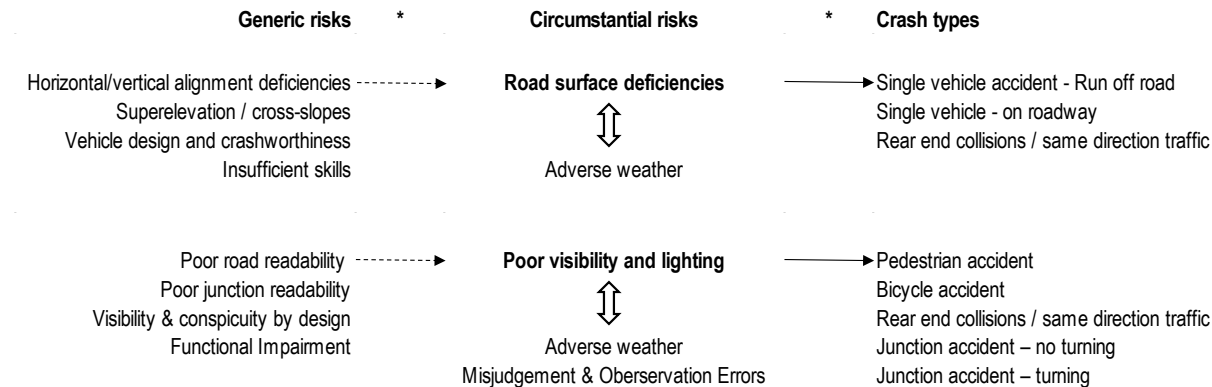 Generic risks * Circumstantial risks * Crash types
Horizontal/vertical alignment deficiencies Road surface deficiencies Single vehicle accident - Run off road
Superelevation / cross-slopes Single vehicle - on roadway
Vehicle design and crashworthiness Rear end collisions / same direction traffic
Insufficient skills Adverse weather
Poor road readability Poor visibility and lighting Pedestrian accident
Poor junction readability Bicycle accident
Visibility & conspicuity by design Rear end collisions / same direction traffic
Functional Impairment Adverse weather Junction accident – no turning
Misjudgement & Oberservation Errors Junction accident – turning